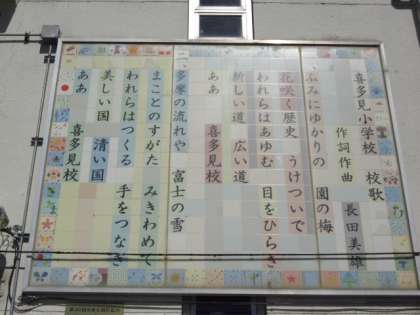 喜多見小学校 校歌
作詞作曲 長田美雄
一、ふみにゆかりの 園の梅
花咲く歴史 うけついで
われらはあゆむ 目をひらき
新しい道 広い道
ああ 喜多見校
二、多摩の流れや 富士の雪
まことのすがた みきわめて
われらはつくる 手をつなぎ
美しい国 清い国
ああ 喜多見校